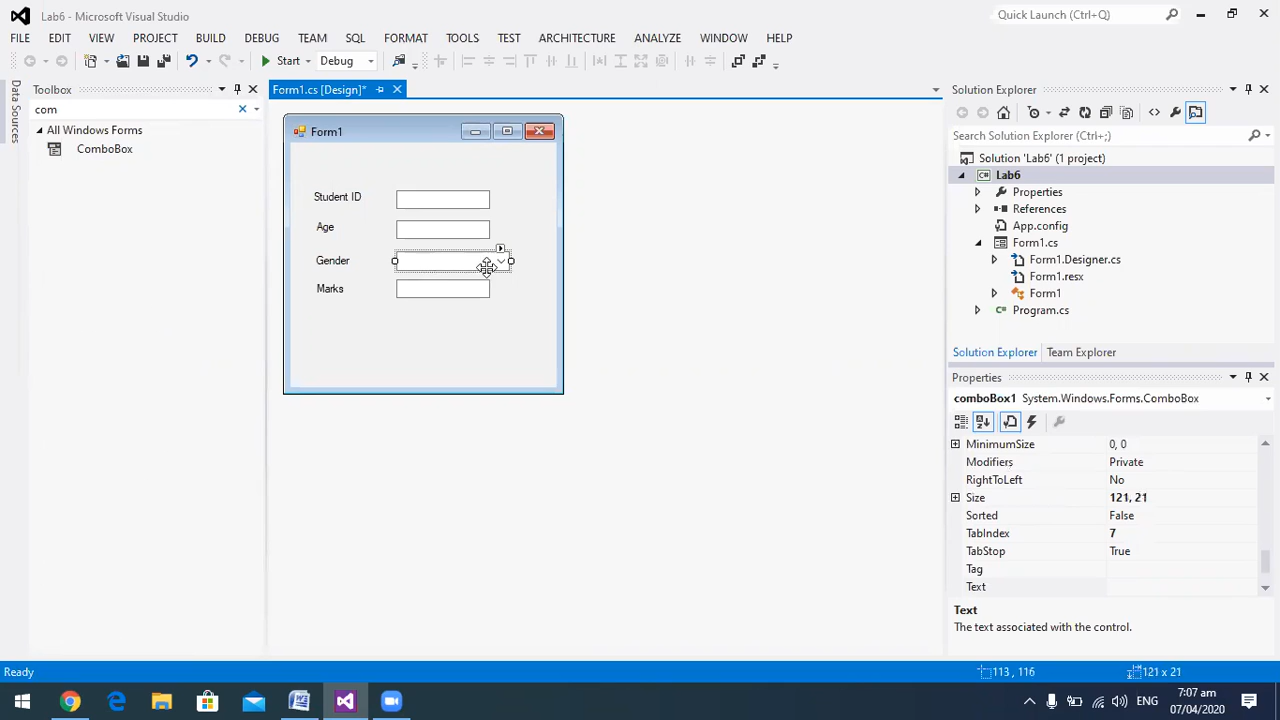 Lab6 - Microsoft Visual Studio
Quick Launch (Ctrl+Q)
FILE EDIT VIEW PROJECT BUILD DEBUG TEAM SQL FORMAT TOOLS TEST ARCHITECTURE ANALYZE WINDOW HELP
Start Debug
Data Sources
Toolbox
com
All Windows Forms
ComboBox
Form1.cs [Design]*
Form1
Student ID
Age
Gender
Marks
Solution Explorer
Search Solution Explorer (Ctrl+;)
Solution 'Lab6' (1 project)
C# Lab6
Properties
References
App.config
Form1.cs
Form1.Designer.cs
Form1.resx
Form1
C# Program.cs
Solution Explorer Team Explorer
Properties
comboBox1 System.Windows.Forms.ComboBox
MinimumSize 0, 0
Modifiers Private
RightToLeft No
Size 121, 21
Sorted False
TabIndex 7
TabStop True
Tag
Text
Text
The text associated with the control.
Ready 113 , 116 121 x 21
ENG 7:07 am
07/04/2020